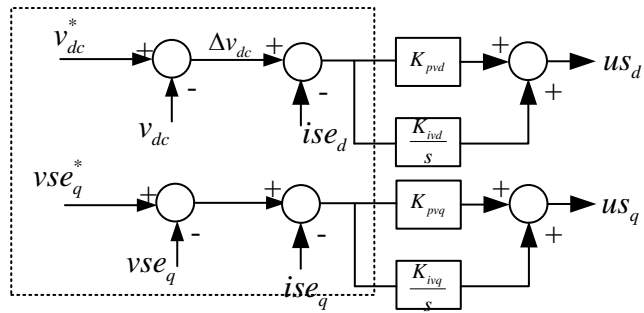 v*dc + Δvdc + Kpvd + usd
- - +
vdc ised Kivd/s
vse*q + + Kpvq + usq
- - +
vseq iseq Kivq/s